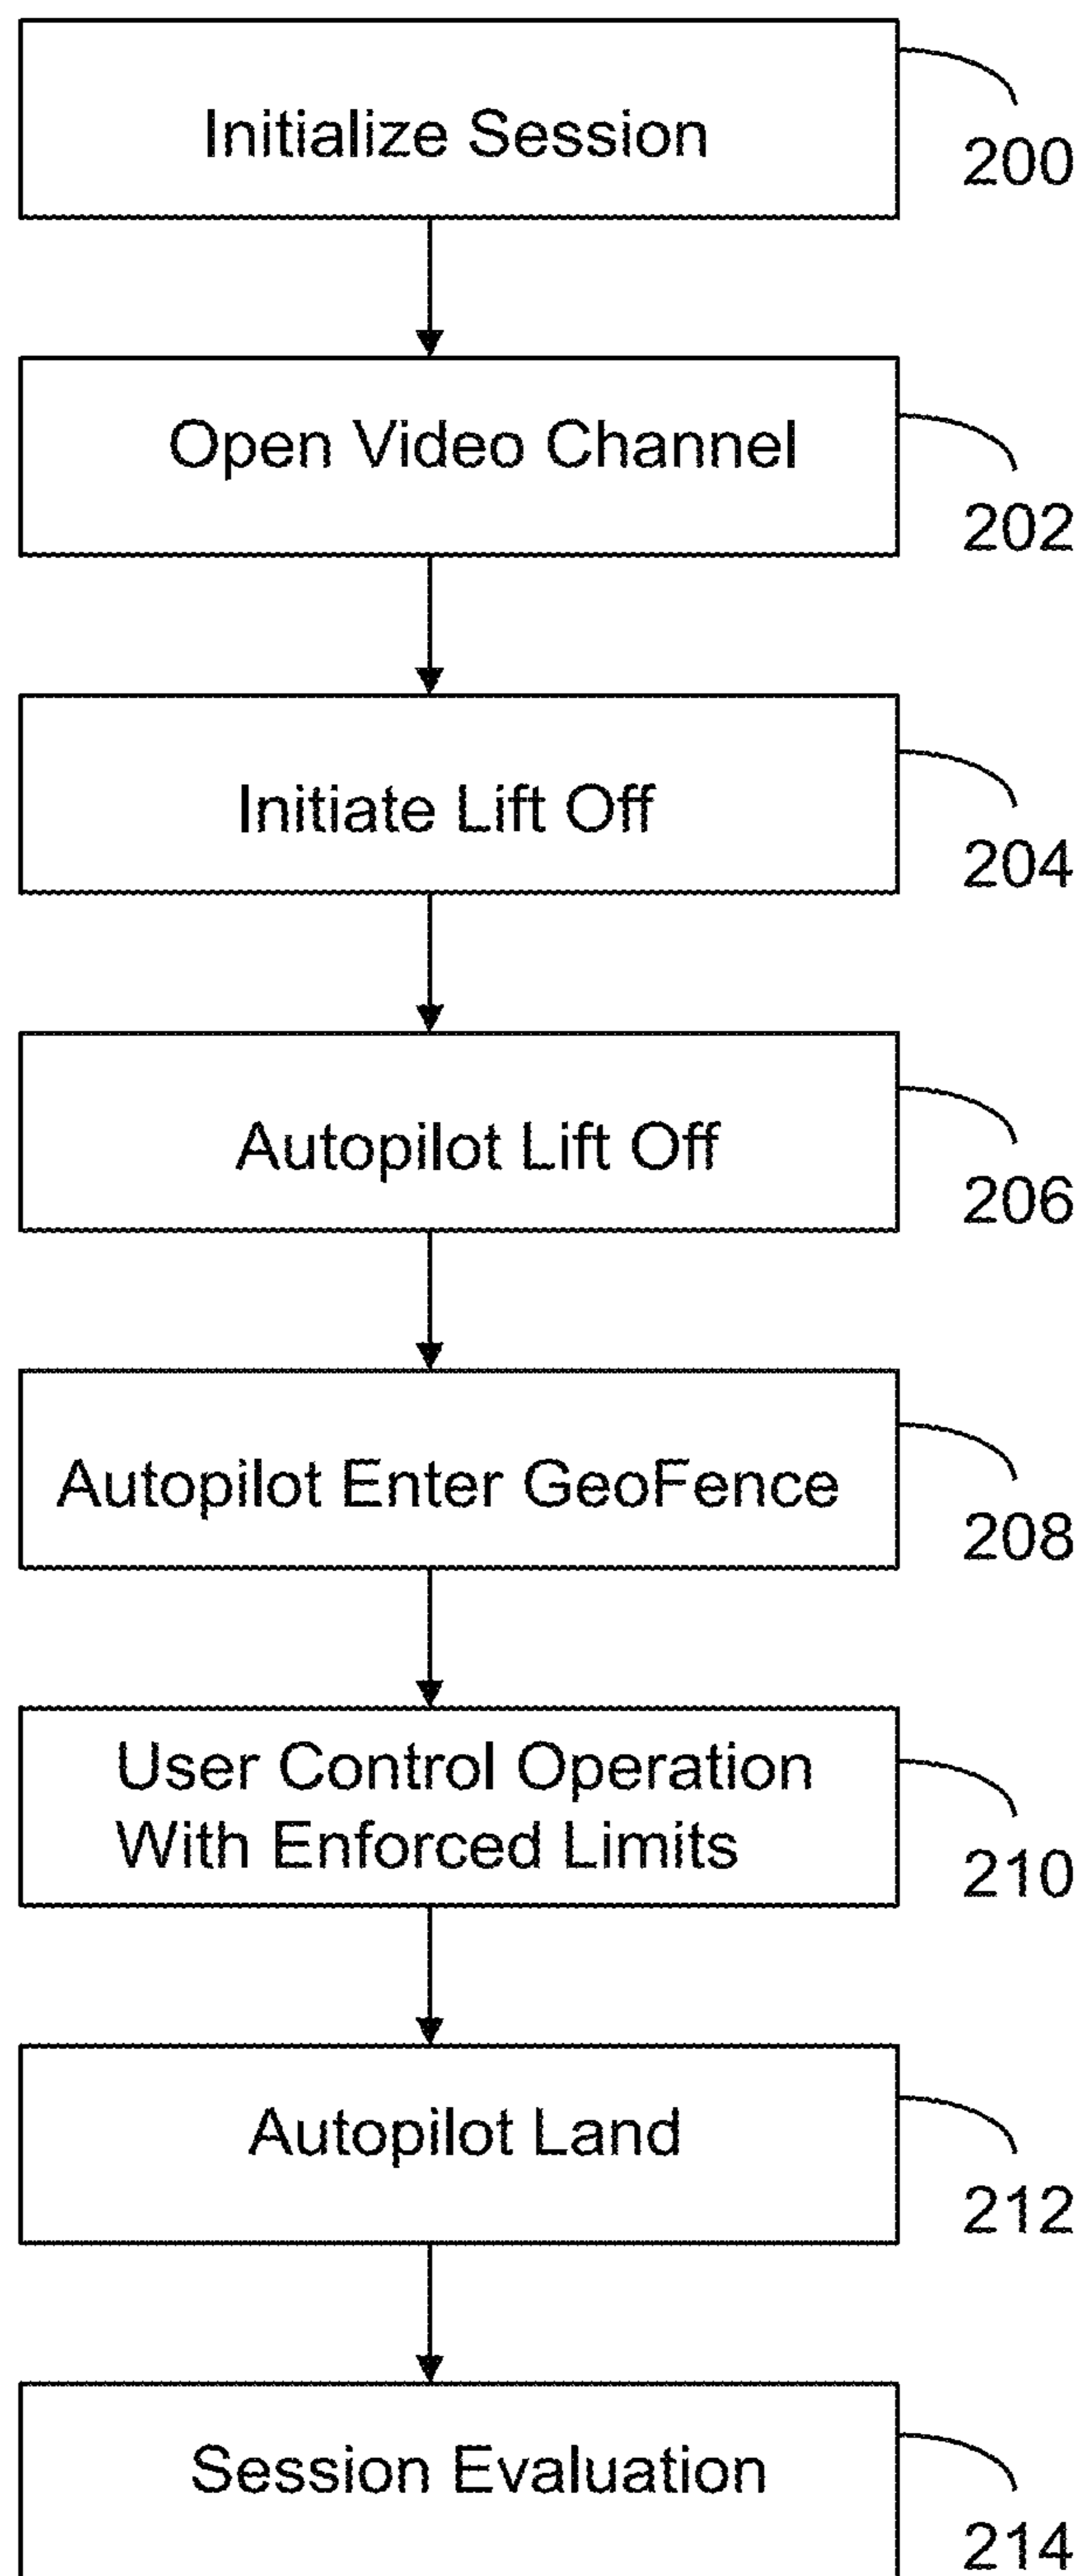 Initialize Session
200
Open Video Channel
202
Initiate Lift Off
204
Autopilot Lift Off
206
Autopilot Enter GeoFence
208
User Control Operation
With Enforced Limits
210
Autopilot Land
212
Session Evaluation
214